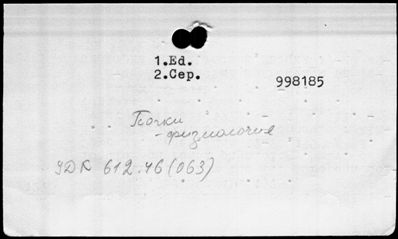 1.Ed.
2.Сер.
998185
Почки
-физиология
УДК 612.46(063)